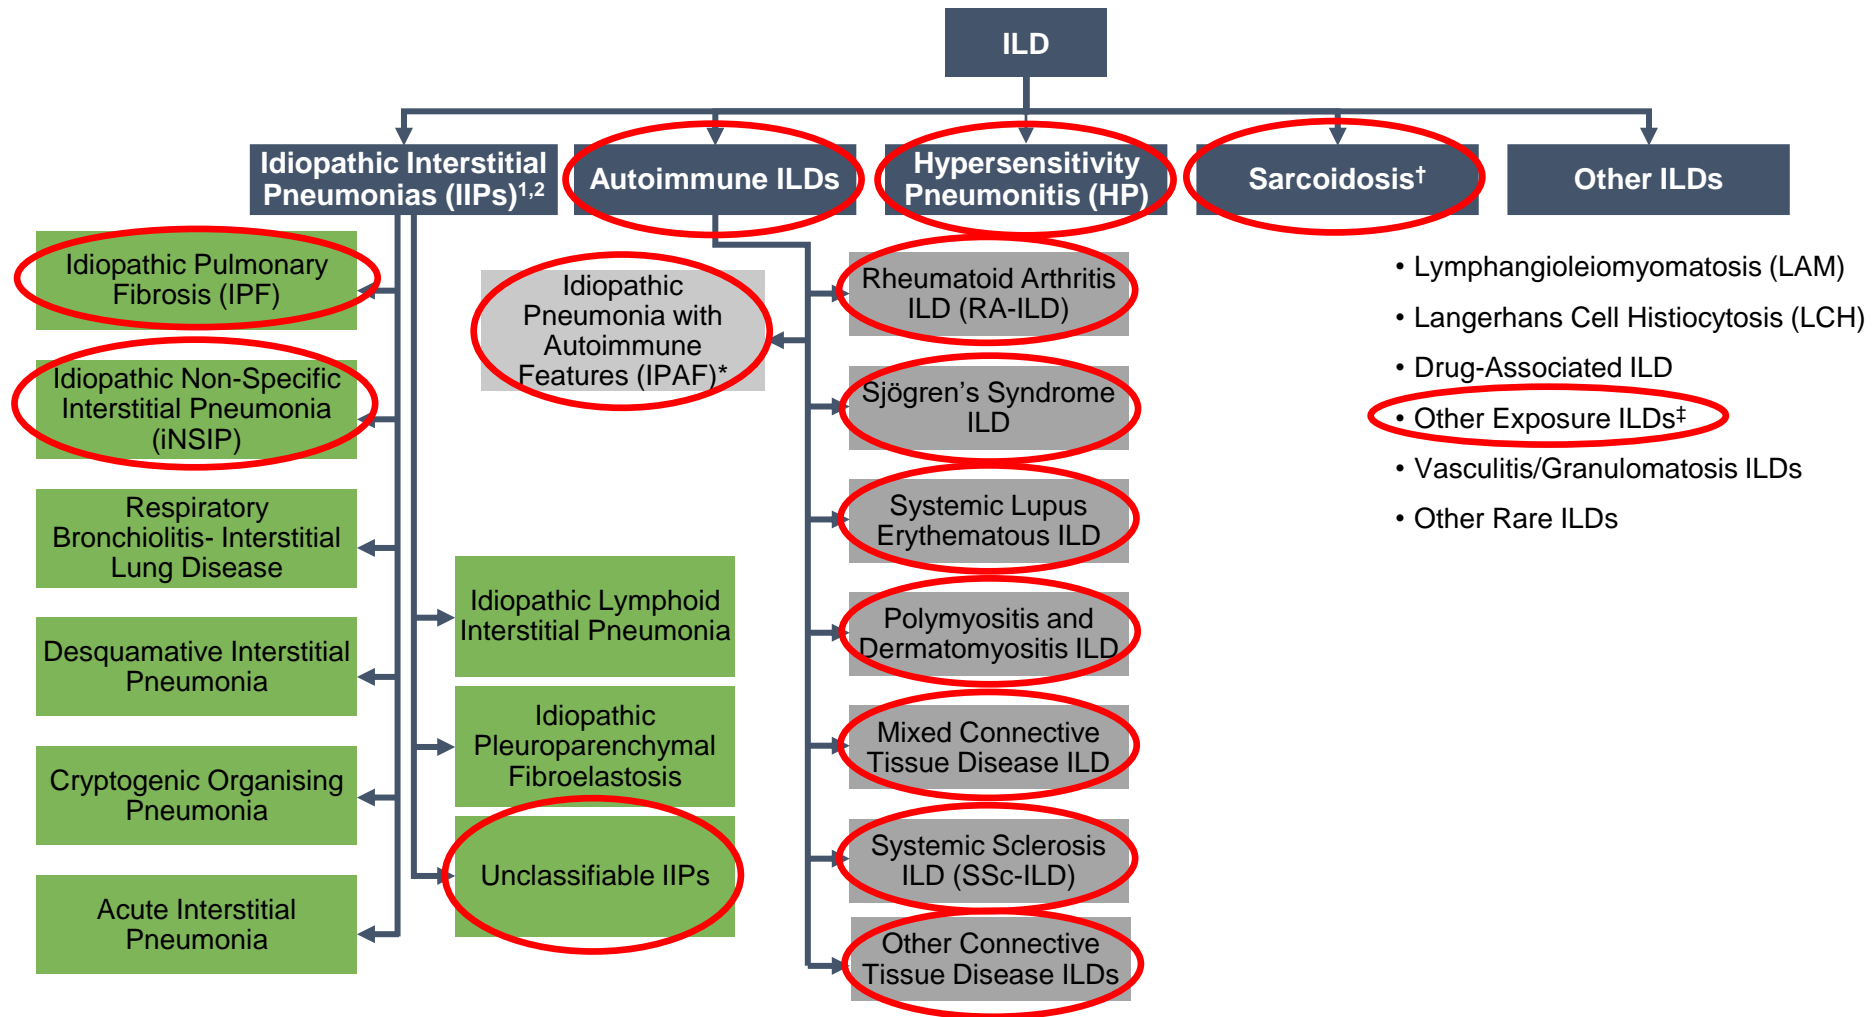 ILD
Idiopathic Interstitial
Pneumonias (IIPs)1,2
Autoimmune ILDs
Hypersensitivity
Pneumonitis (HP)
Sarcoidosis†
Other ILDs
Idiopathic Pulmonary
Fibrosis (IPF)
Idiopathic Non-Specific
Interstitial Pneumonia
(iNSIP)
Respiratory
Bronchiolitis- Interstitial
Lung Disease
Desquamative Interstitial
Pneumonia
Cryptogenic Organising
Pneumonia
Acute Interstitial
Pneumonia
Idiopathic Lymphoid
Interstitial Pneumonia
Idiopathic
Pleuroparenchymal
Fibroelastosis
Unclassifiable IIPs
Idiopathic
Pneumonia with
Autoimmune
Features (IPAF)*
Rheumatoid Arthritis
ILD (RA-ILD)
Sjögren’s Syndrome
ILD
Systemic Lupus
Erythematous ILD
Polymyositis and
Dermatomyositis ILD
Mixed Connective
Tissue Disease ILD
Systemic Sclerosis
ILD (SSc-ILD)
Other Connective
Tissue Disease ILDs
• Lymphangioleiomyomatosis (LAM)
• Langerhans Cell Histiocytosis (LCH)
• Drug-Associated ILD
• Other Exposure ILDs‡
• Vasculitis/Granulomatosis ILDs
• Other Rare ILDs